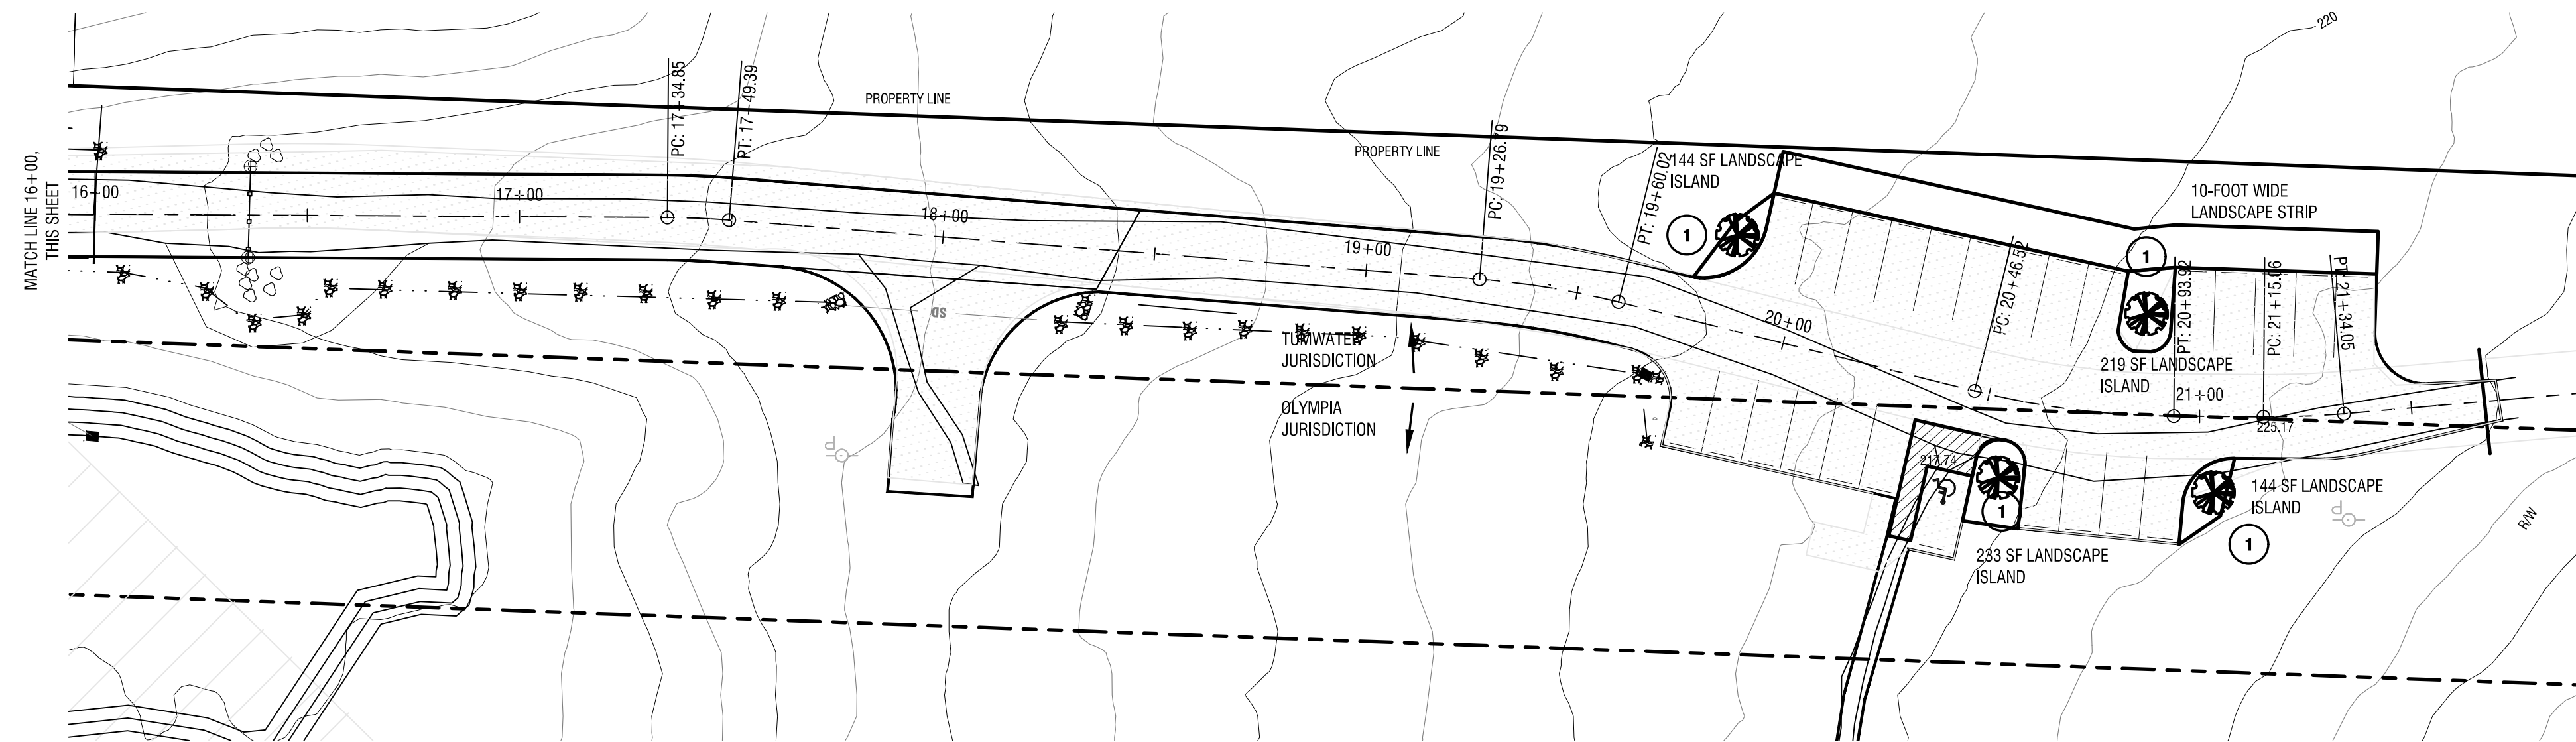 MATCH LINE 16+00,
THIS SHEET
16+00
17+00
PC: 17+34.85
PT: 17+49.39
PROPERTY LINE
18+00
SD
19+00
PROPERTY LINE
PC: 19+26.79
PT: 19+60.02
144 SF LANDSCAPE
ISLAND
1
TUMWATER
JURISDICTION
OLYMPIA
JURISDICTION
20+00
PC: 20+46.52
10-FOOT WIDE
LANDSCAPE STRIP
220
1
PT: 20+93.92
PC: 21+15.06
PT: 21+34.05
219 SF LANDSCAPE
ISLAND
21+00
225.17
217.74
1
233 SF LANDSCAPE
ISLAND
144 SF LANDSCAPE
ISLAND
1
P
P
R/W